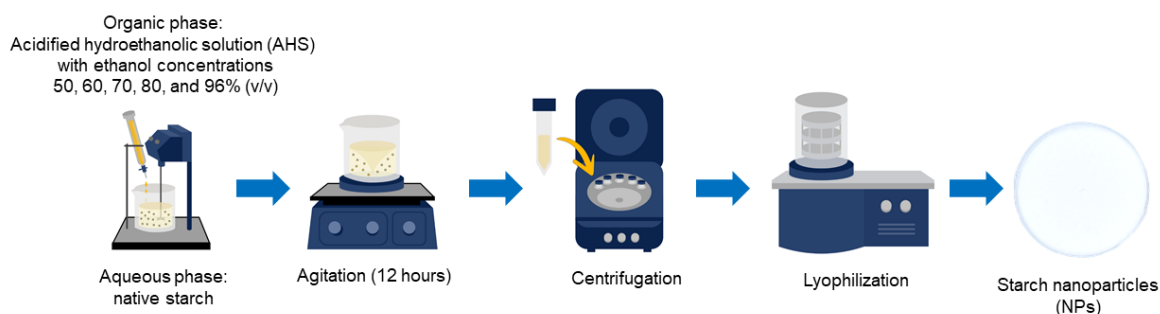 Organic phase:
Acidified hydroethanolic solution (AHS)
with ethanol concentrations
50, 60, 70, 80, and 96% (v/v)
Aqueous phase:
native starch
Agitation (12 hours)
Centrifugation
Lyophilization
Starch nanoparticles
(NPs)